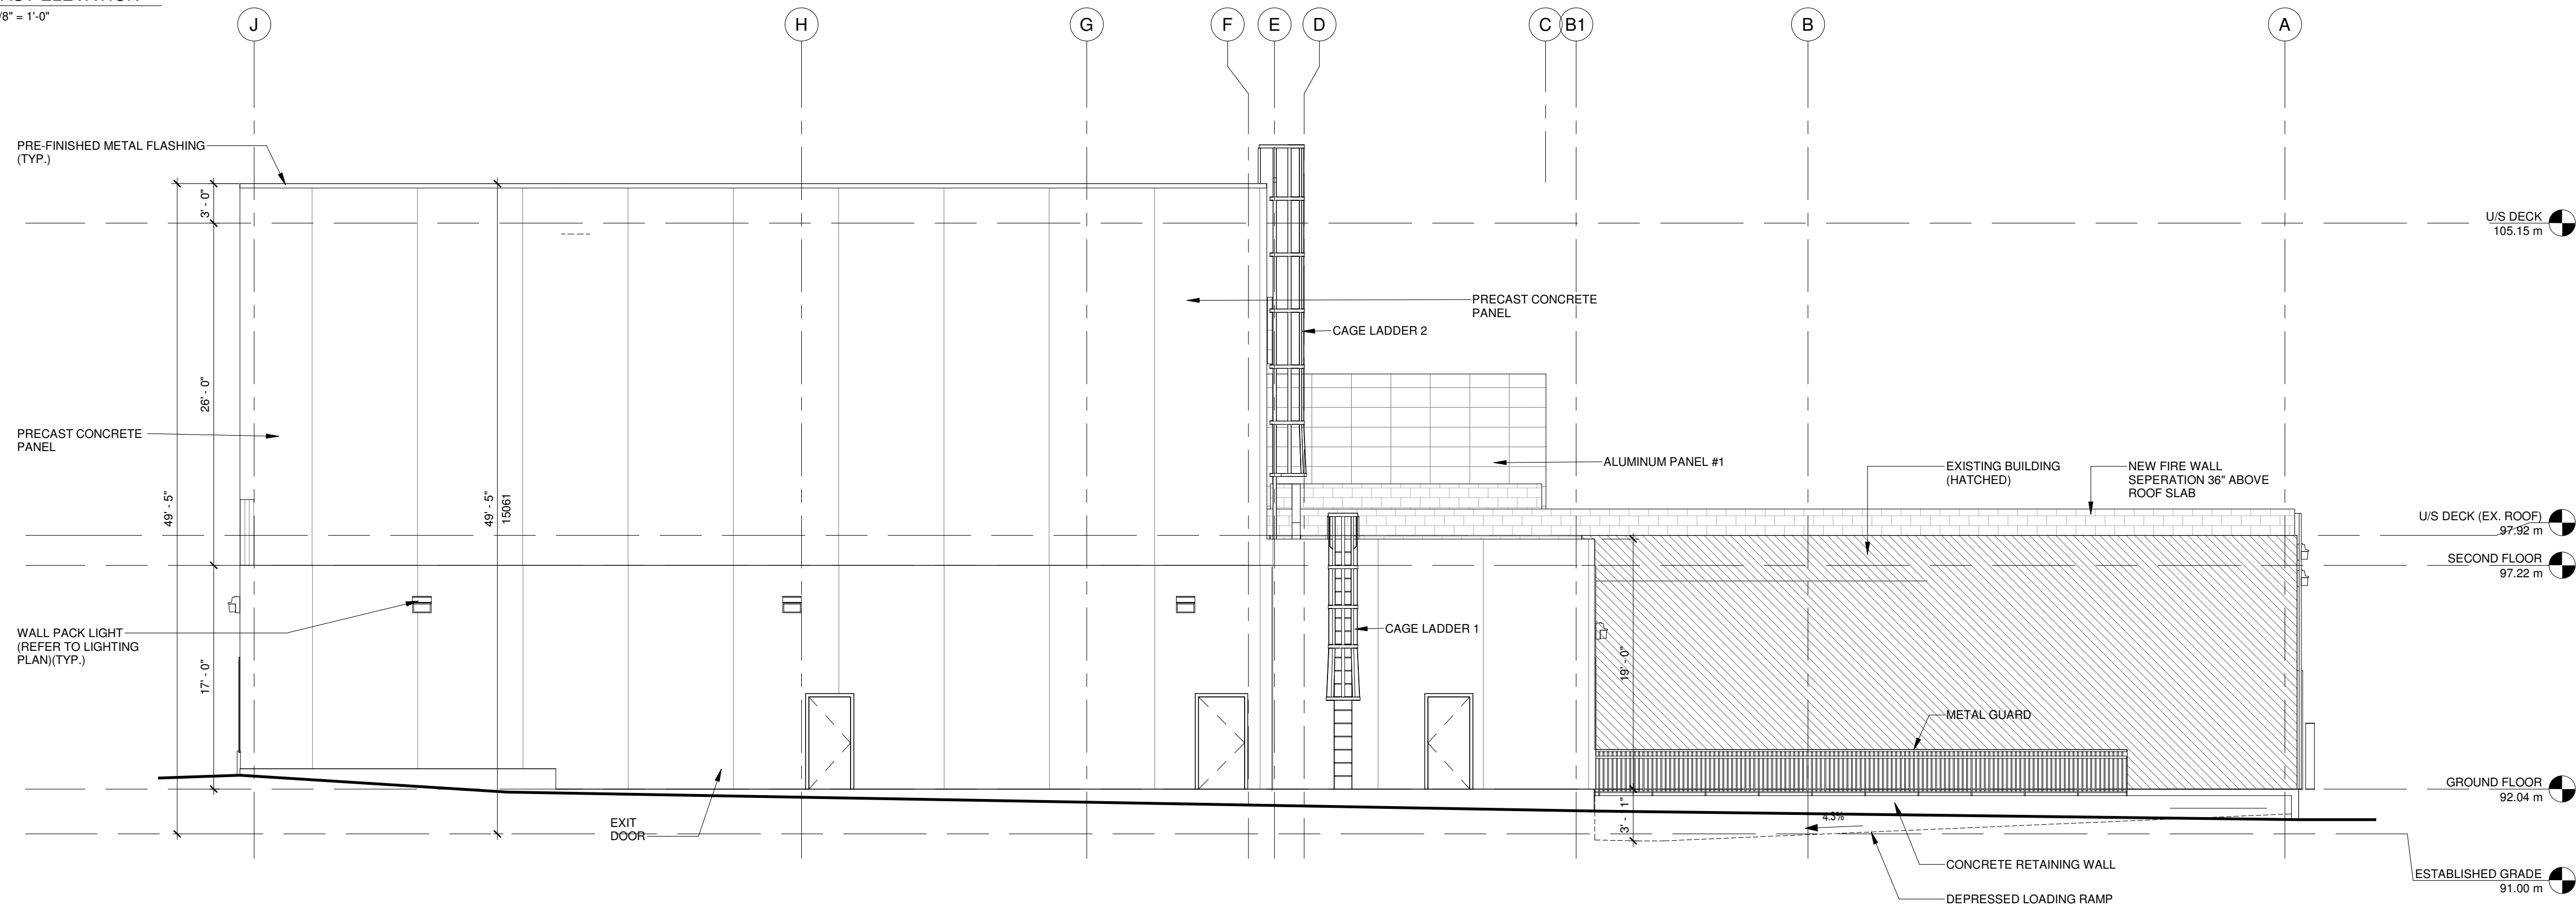 /8" = 1'-0"
J
H
G
F
E
D
C
B1
B
A
PRE-FINISHED METAL FLASHING
(TYP.)
3' - 0"
U/S DECK
105.15 m
PRECAST CONCRETE
PANEL
CAGE LADDER 2
26' - 0"
PRECAST CONCRETE
PANEL
ALUMINUM PANEL #1
EXISTING BUILDING
(HATCHED)
NEW FIRE WALL
SEPERATION 36" ABOVE
ROOF SLAB
49' - 5"
49' - 5"
15061
U/S DECK (EX. ROOF)
97.92 m
SECOND FLOOR
97.22 m
WALL PACK LIGHT
(REFER TO LIGHTING
PLAN)(TYP.)
CAGE LADDER 1
17' - 0"
19' - 0"
METAL GUARD
GROUND FLOOR
92.04 m
EXIT
DOOR
3' - 1"
4.3%
CONCRETE RETAINING WALL
ESTABLISHED GRADE
91.00 m
DEPRESSED LOADING RAMP